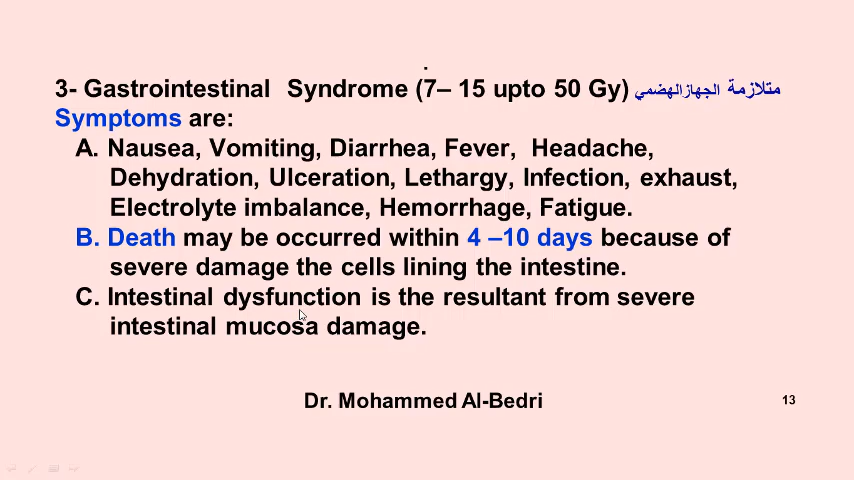 3- Gastrointestinal Syndrome (7– 15 upto 50 Gy) متلازمة الجهازالهضمي
Symptoms are:
A. Nausea, Vomiting, Diarrhea, Fever, Headache,
Dehydration, Ulceration, Lethargy, Infection, exhaust,
Electrolyte imbalance, Hemorrhage, Fatigue.
B. Death may be occurred within 4 –10 days because of
severe damage the cells lining the intestine.
C. Intestinal dysfunction is the resultant from severe
intestinal mucosa damage.
Dr. Mohammed Al-Bedri
13